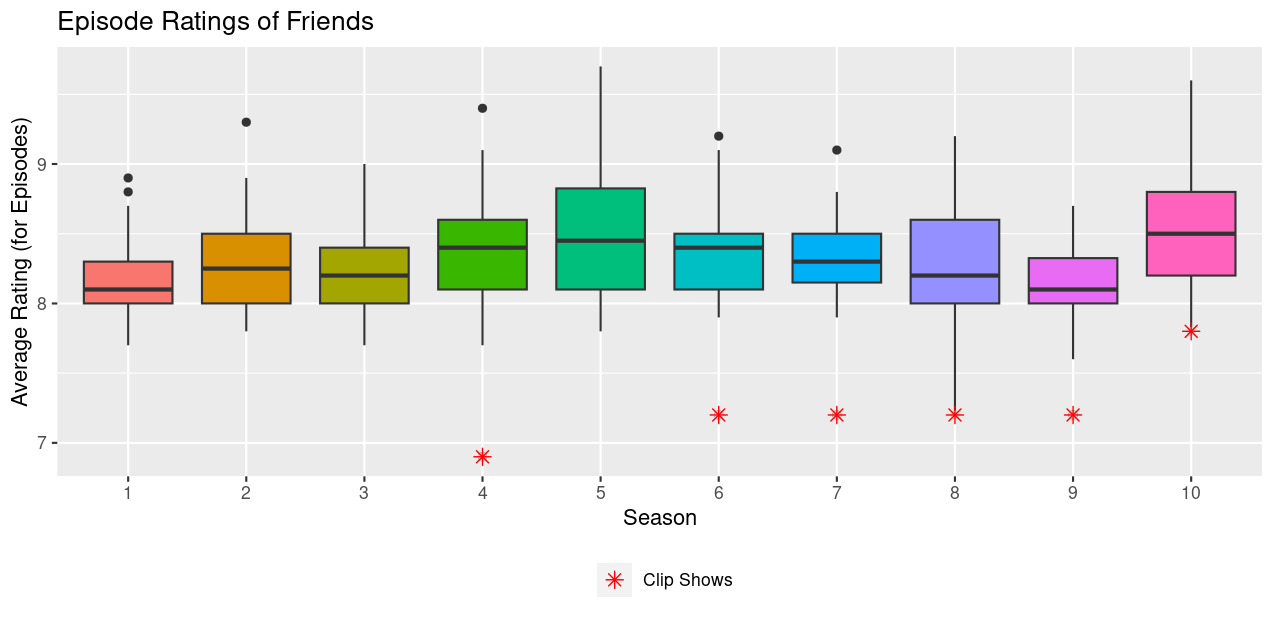 Episode Ratings of Friends
Average Rating (for Episodes)
9
8
7
1 2 3 4 5 6 7 8 9 10
Season
Clip Shows